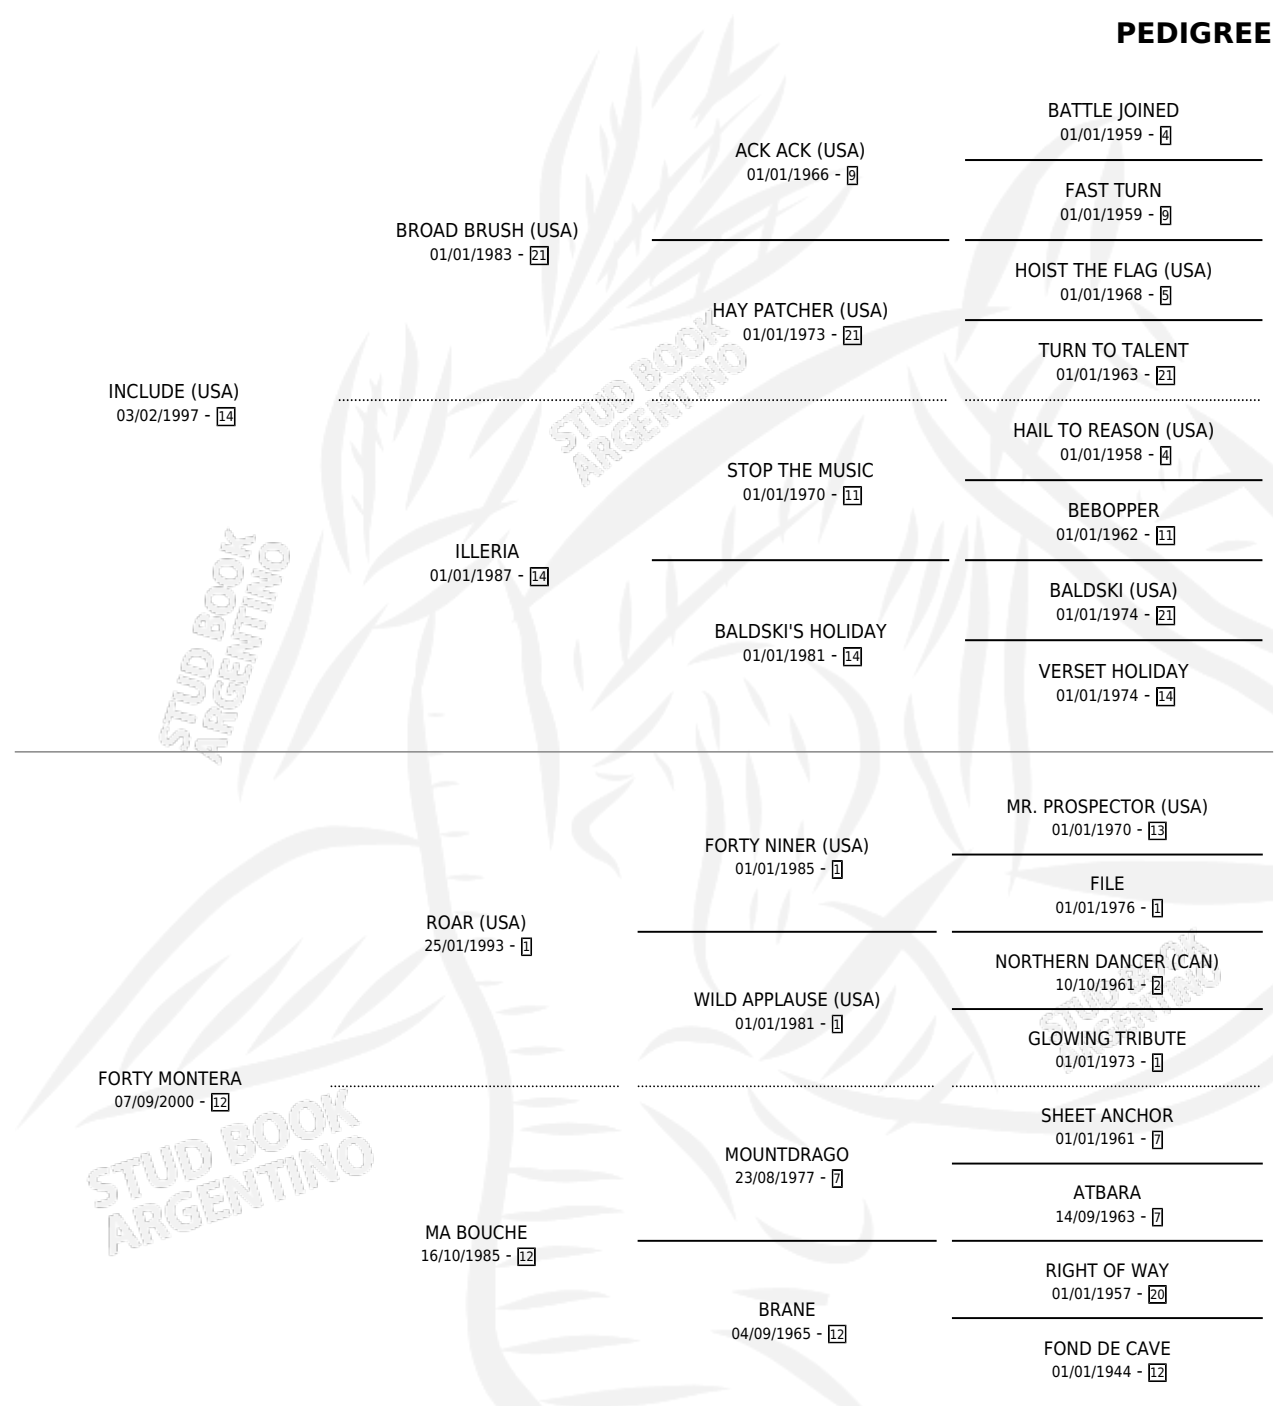 PEDIGREE
BATTLE JOINED
01/01/1959 - 4
ACK ACK (USA)
01/01/1966 - 9
FAST TURN
01/01/1959 - 9
BROAD BRUSH (USA)
01/01/1983 - 21
HOIST THE FLAG (USA)
01/01/1968 - 5
HAY PATCHER (USA)
01/01/1973 - 21
TURN TO TALENT
01/01/1963 - 21
INCLUDE (USA)
03/02/1997 - 14
HAIL TO REASON (USA)
01/01/1958 - 4
STOP THE MUSIC
01/01/1970 - 11
BEBOPPER
01/01/1962 - 11
ILLERIA
01/01/1987 - 14
BALDSKI (USA)
01/01/1974 - 21
BALDSKI'S HOLIDAY
01/01/1981 - 14
VERSET HOLIDAY
01/01/1974 - 14
MR. PROSPECTOR (USA)
01/01/1970 - 13
FORTY NINER (USA)
01/01/1985 - 1
FILE
01/01/1976 - 1
ROAR (USA)
25/01/1993 - 1
NORTHERN DANCER (CAN)
10/10/1961 - 2
WILD APPLAUSE (USA)
01/01/1981 - 1
GLOWING TRIBUTE
01/01/1973 - 1
FORTY MONTERA
07/09/2000 - 12
SHEET ANCHOR
01/01/1961 - 7
MOUNTDRAGO
23/08/1977 - 7
ATBARA
14/09/1963 - 7
MA BOUCHE
16/10/1985 - 12
RIGHT OF WAY
01/01/1957 - 20
BRANE
04/09/1965 - 12
FOND DE CAVE
01/01/1944 - 12
STUD BOOK
ARGENTINO
STUD BOOK
ARGENTINO
STUD BOOK
ARGENTINO
STUD BOOK
ARGENTINO